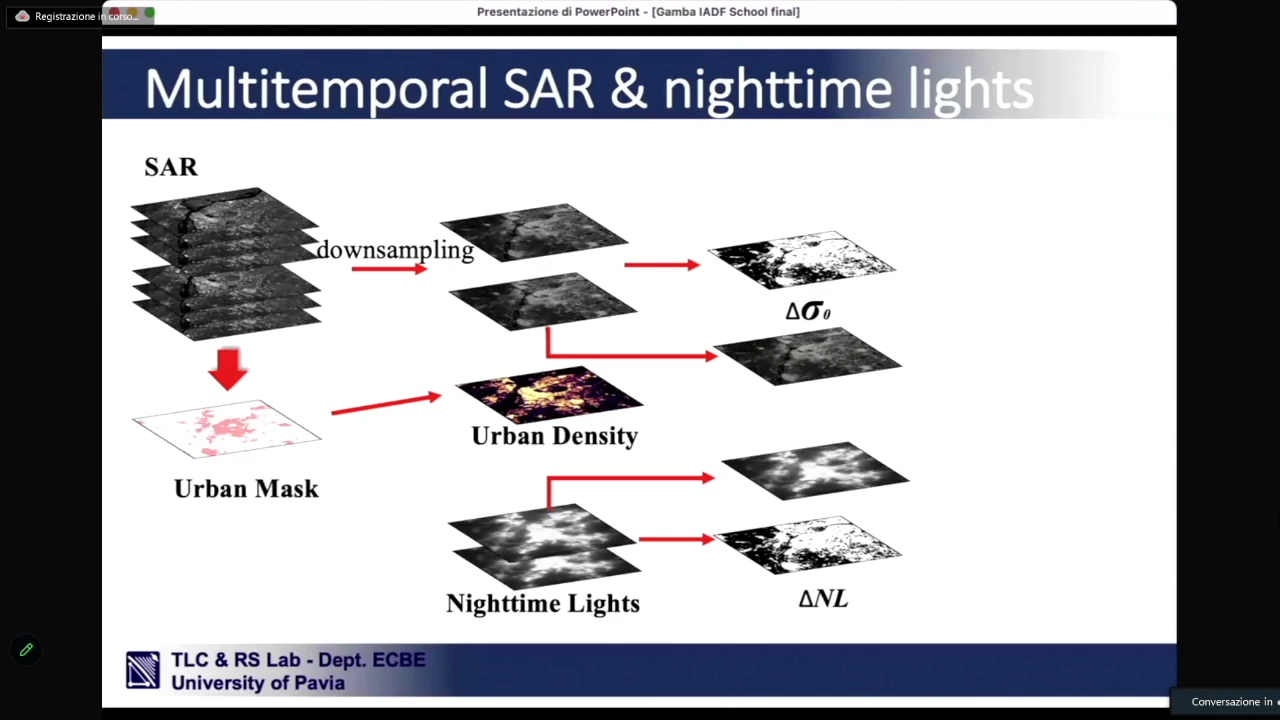 Registrazione in corso...
Presentazione di PowerPoint - [Gamba IADF School final]
Multitemporal SAR & nighttime lights
SAR
downsampling
Δσ₀
Urban Density
Urban Mask
Nighttime Lights
ΔNL
TLC & RS Lab - Dept. ECBE
University of Pavia
Conversazione in